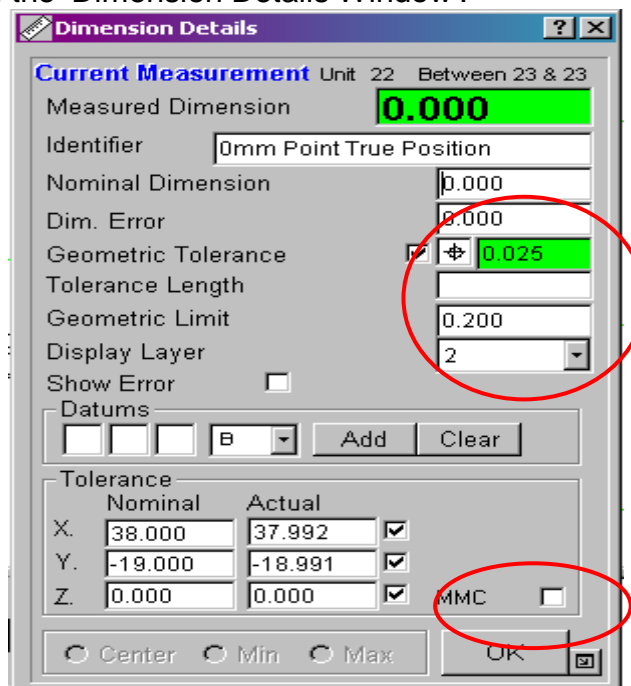 the Dimension Details Window .
Dimension Details ? ×
Current Measurement Unit 22 Between 23 & 23
Measured Dimension 0.000
Identifier 0mm Point True Position
Nominal Dimension 0.000
Dim. Error 0.000
Geometric Tolerance 0.025
Tolerance Length
Geometric Limit 0.200
Display Layer 2
Show Error
Datums
B Add Clear
Tolerance
Nominal Actual
X. 38.000 37.992
Y. -19.000 -18.991
Z. 0.000 0.000 MMC
Center Min Max OK